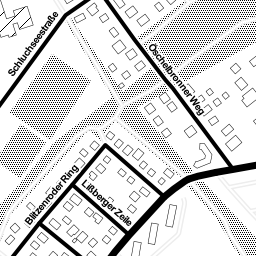 Schluchseestraße
Öschelbronner Weg
Blitzenroder Ring
Lißberger Zeile